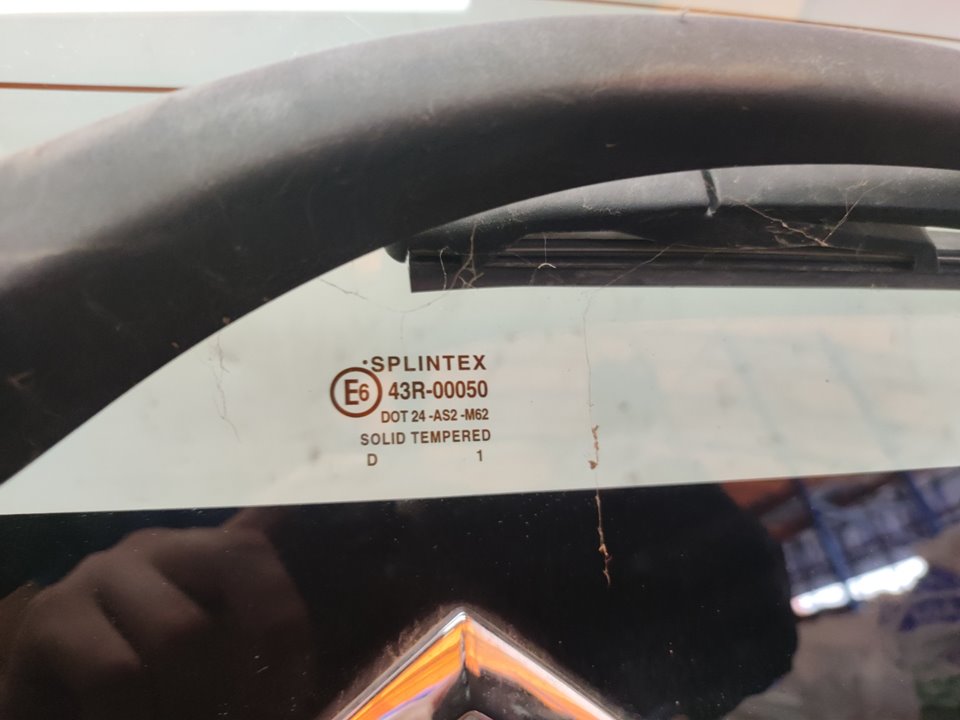 SPLINTEX
E6 43R-00050
DOT 24 -AS2 -M62
SOLID TEMPERED
D 1